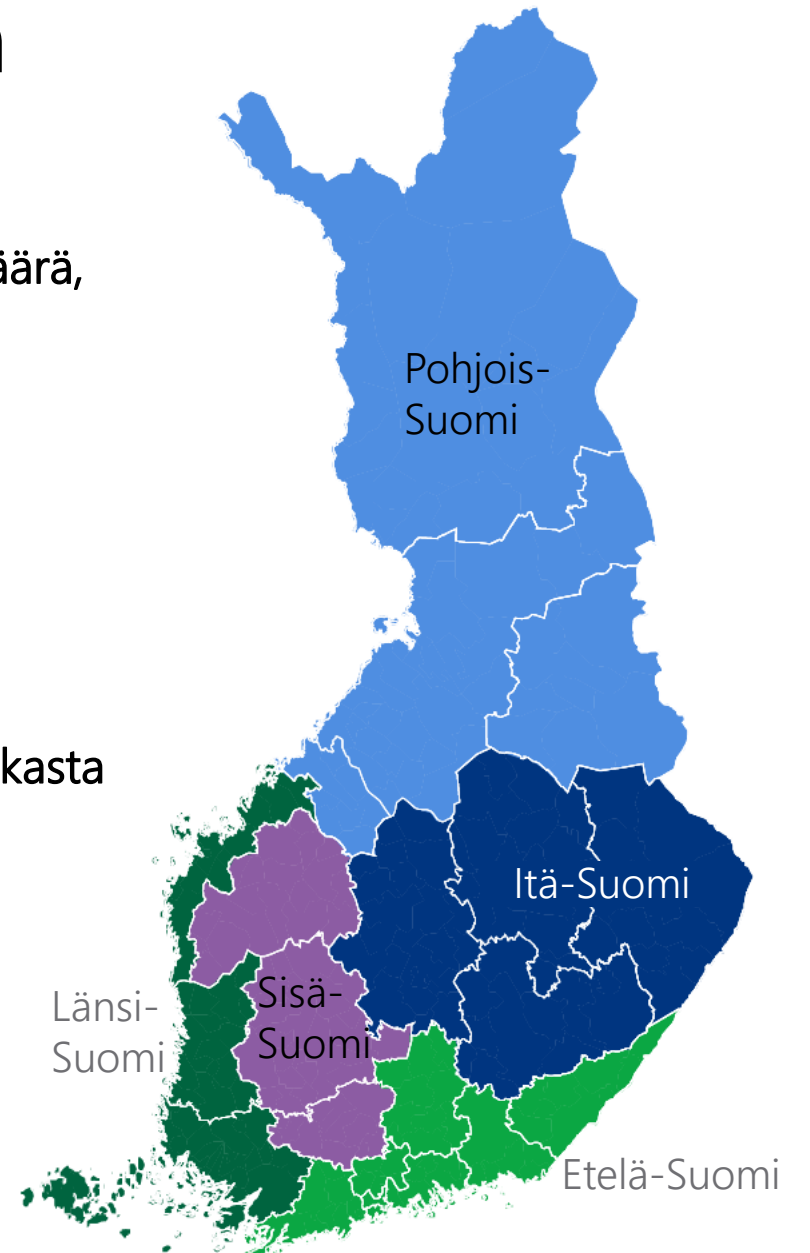 äärä,
Pohjois-
Suomi
kasta
Itä-Suomi
Länsi-
Suomi
Sisä-
Suomi
Etelä-Suomi